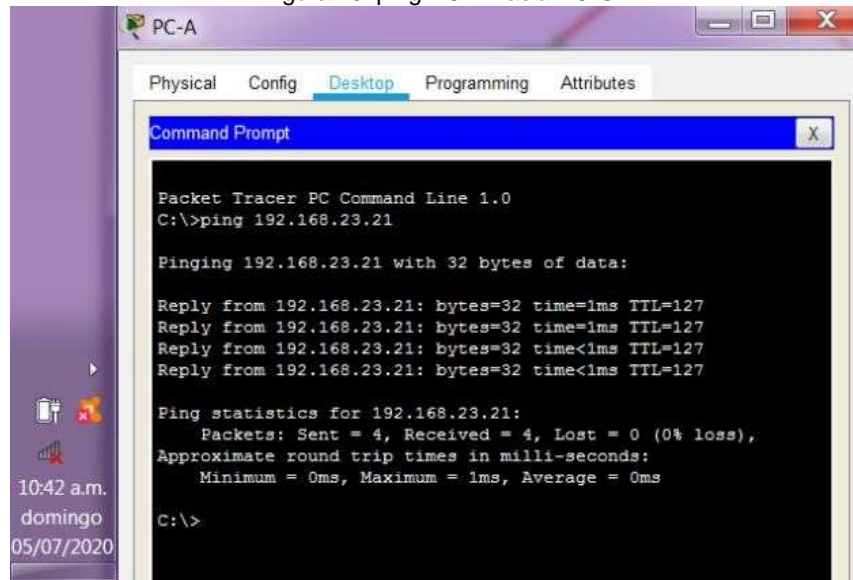 PC-A
X
Physical Config Desktop Programming Attributes
Command Prompt
X
Packet Tracer PC Command Line 1.0
C:\>ping 192.168.23.21
Pinging 192.168.23.21 with 32 bytes of data:
Reply from 192.168.23.21: bytes=32 time=1ms TTL=127
Reply from 192.168.23.21: bytes=32 time=1ms TTL=127
Reply from 192.168.23.21: bytes=32 time<1ms TTL=127
Reply from 192.168.23.21: bytes=32 time<1ms TTL=127
Ping statistics for 192.168.23.21:
Packets: Sent = 4, Received = 4, Lost = 0 (0% loss),
Approximate round trip times in milli-seconds:
Minimum = 0ms, Maximum = 1ms, Average = 0ms
C:\>
10:42 a.m.
domingo
05/07/2020